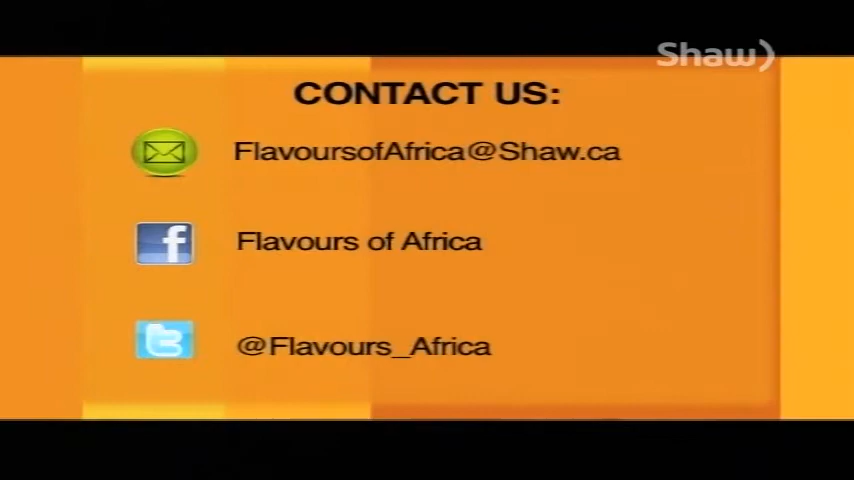 Shaw)
CONTACT US:
FlavoursofAfrica@Shaw.ca
f
Flavours of Africa
t
@Flavours_Africa